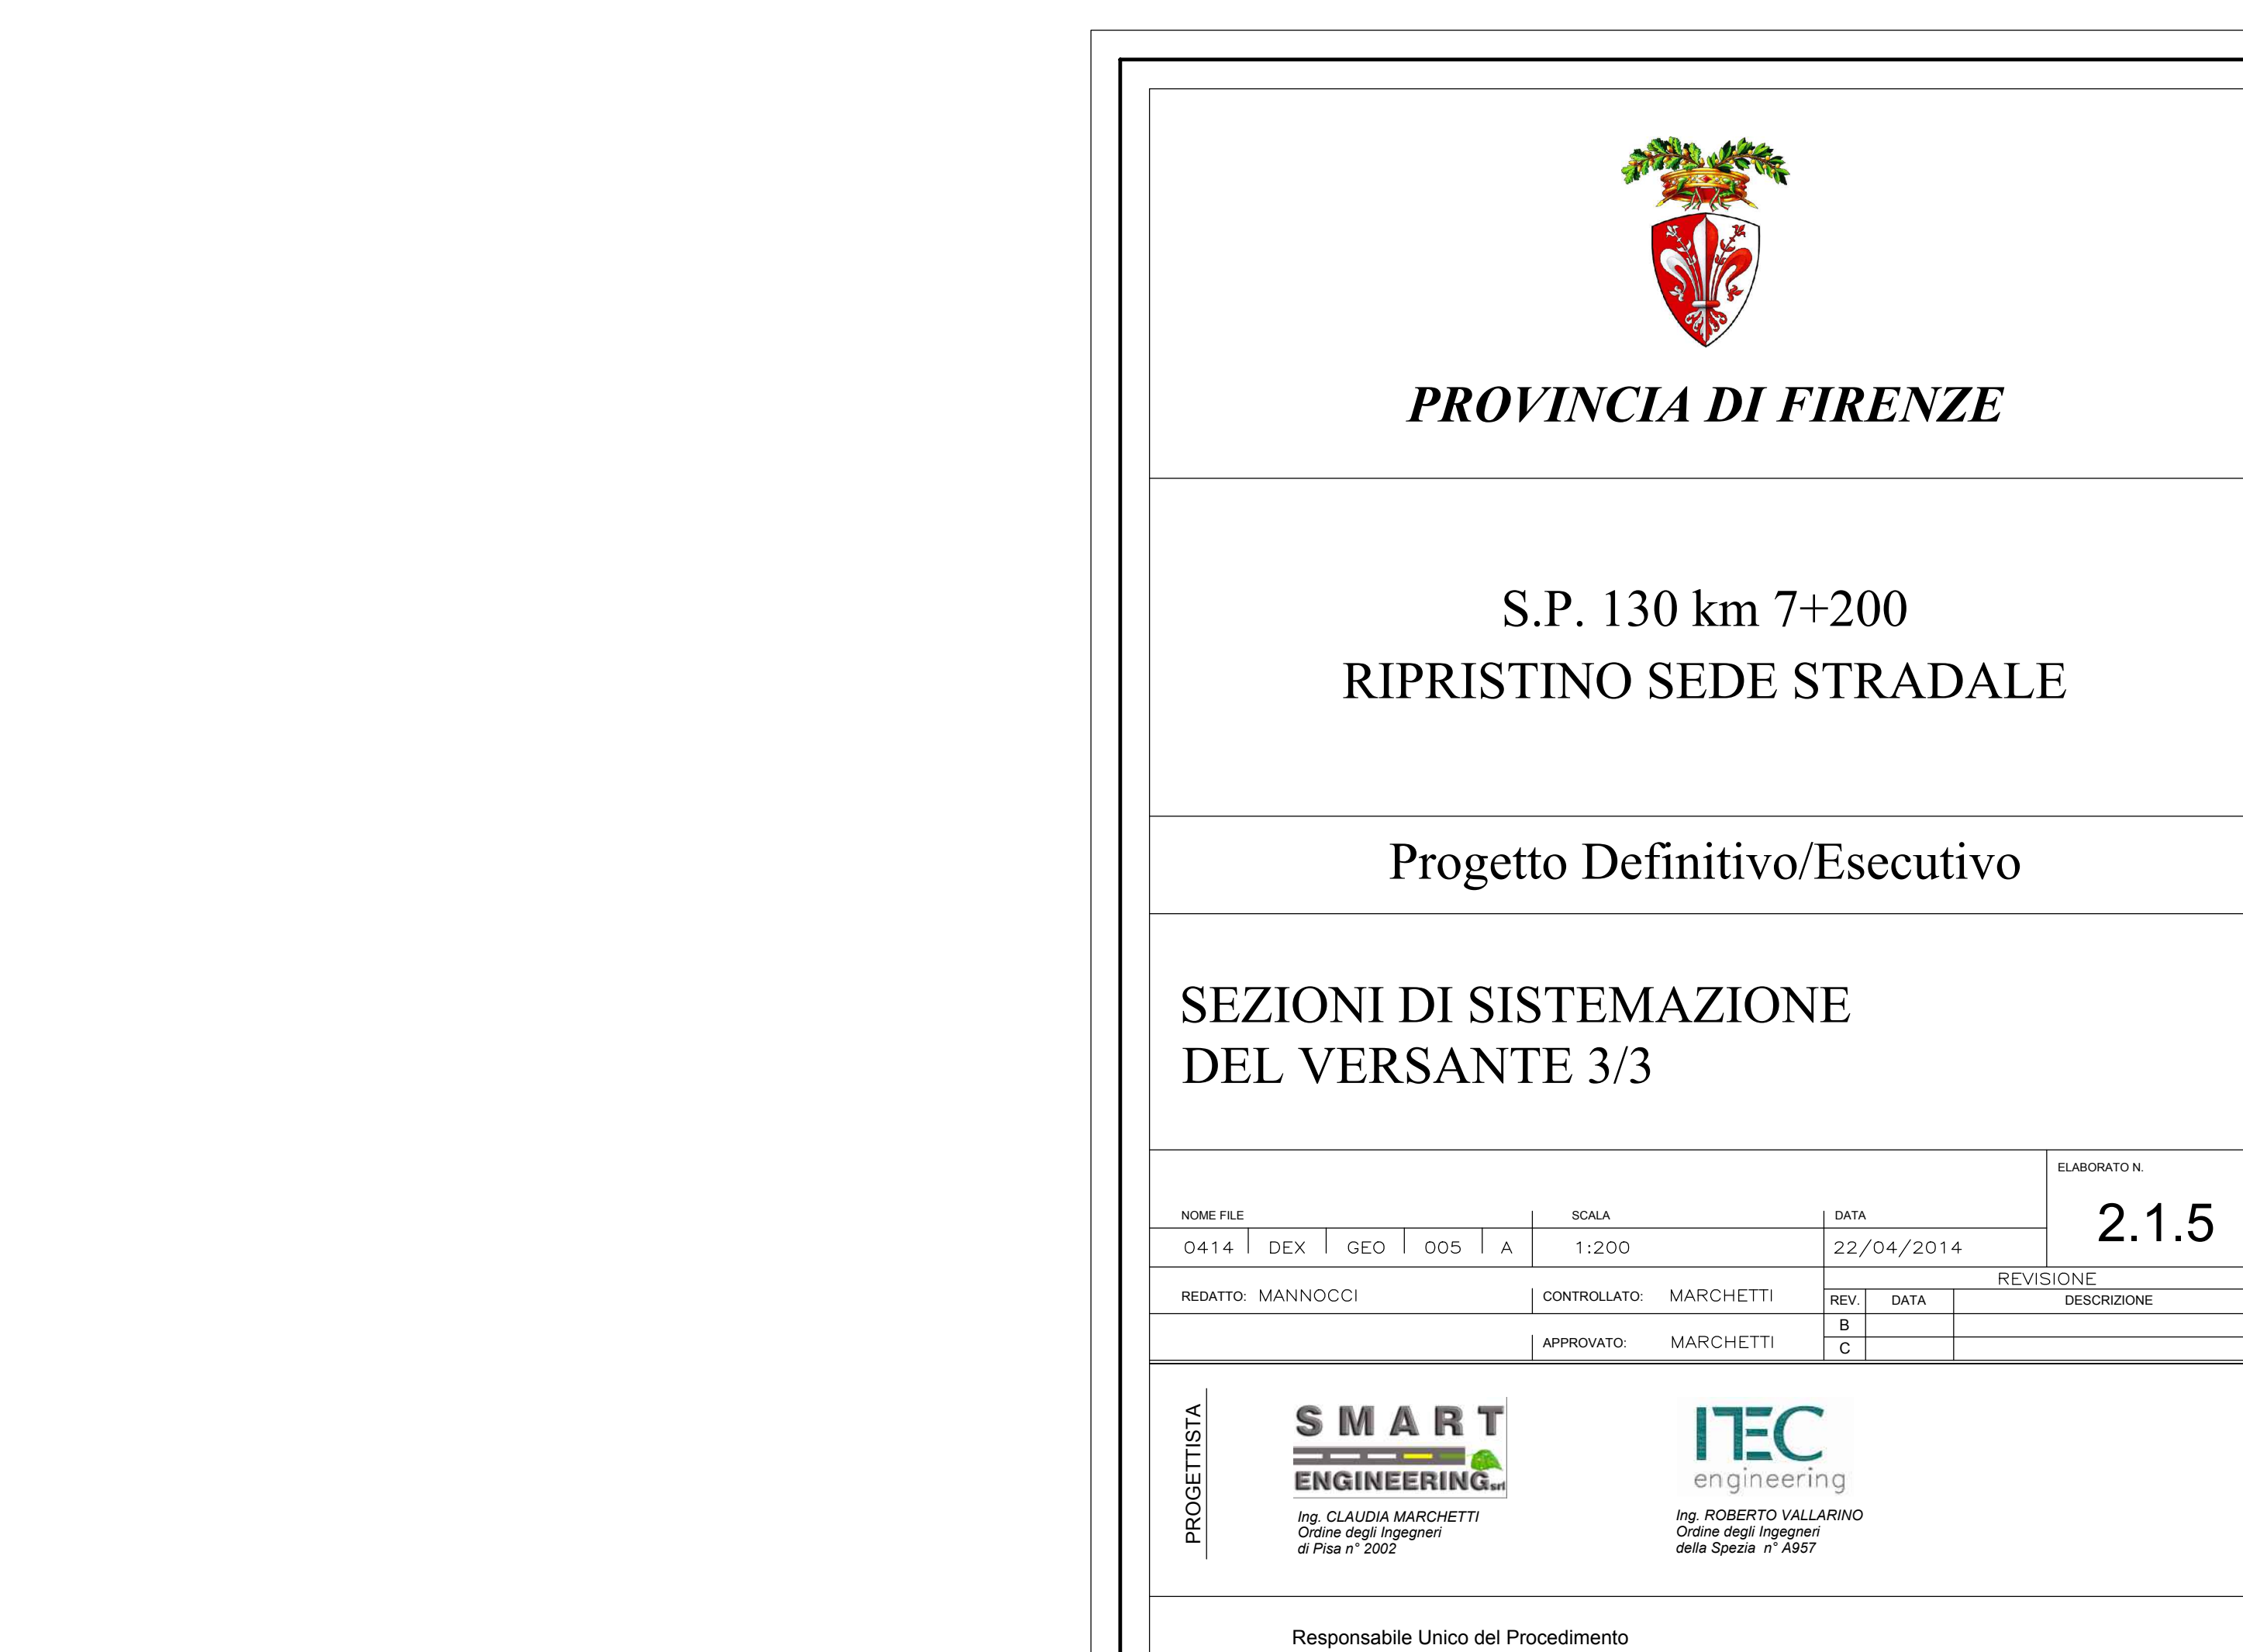 PROVINCIA DI FIRENZE
S.P. 130 km 7+200
RIPRISTINO SEDE STRADALE
Progetto Definitivo/Esecutivo
SEZIONI DI SISTEMAZIONE
DEL VERSANTE 3/3
ELABORATO N.
2.1.5
NOME FILE SCALA DATA
0414 DEX GEO 005 A 1:200 22/04/2014
REVISIONE
REDATTO: MANNOCCI CONTROLLATO: MARCHETTI
REV. DATA DESCRIZIONE
B
APPROVATO: MARCHETTI
C
PROGETTISTA
SMART
ENGINEERING srl
Ing. CLAUDIA MARCHETTI
Ordine degli Ingegneri
di Pisa n° 2002
ITEC
engineering
Ing. ROBERTO VALLARINO
Ordine degli Ingegneri
della Spezia n° A957
Responsabile Unico del Procedimento